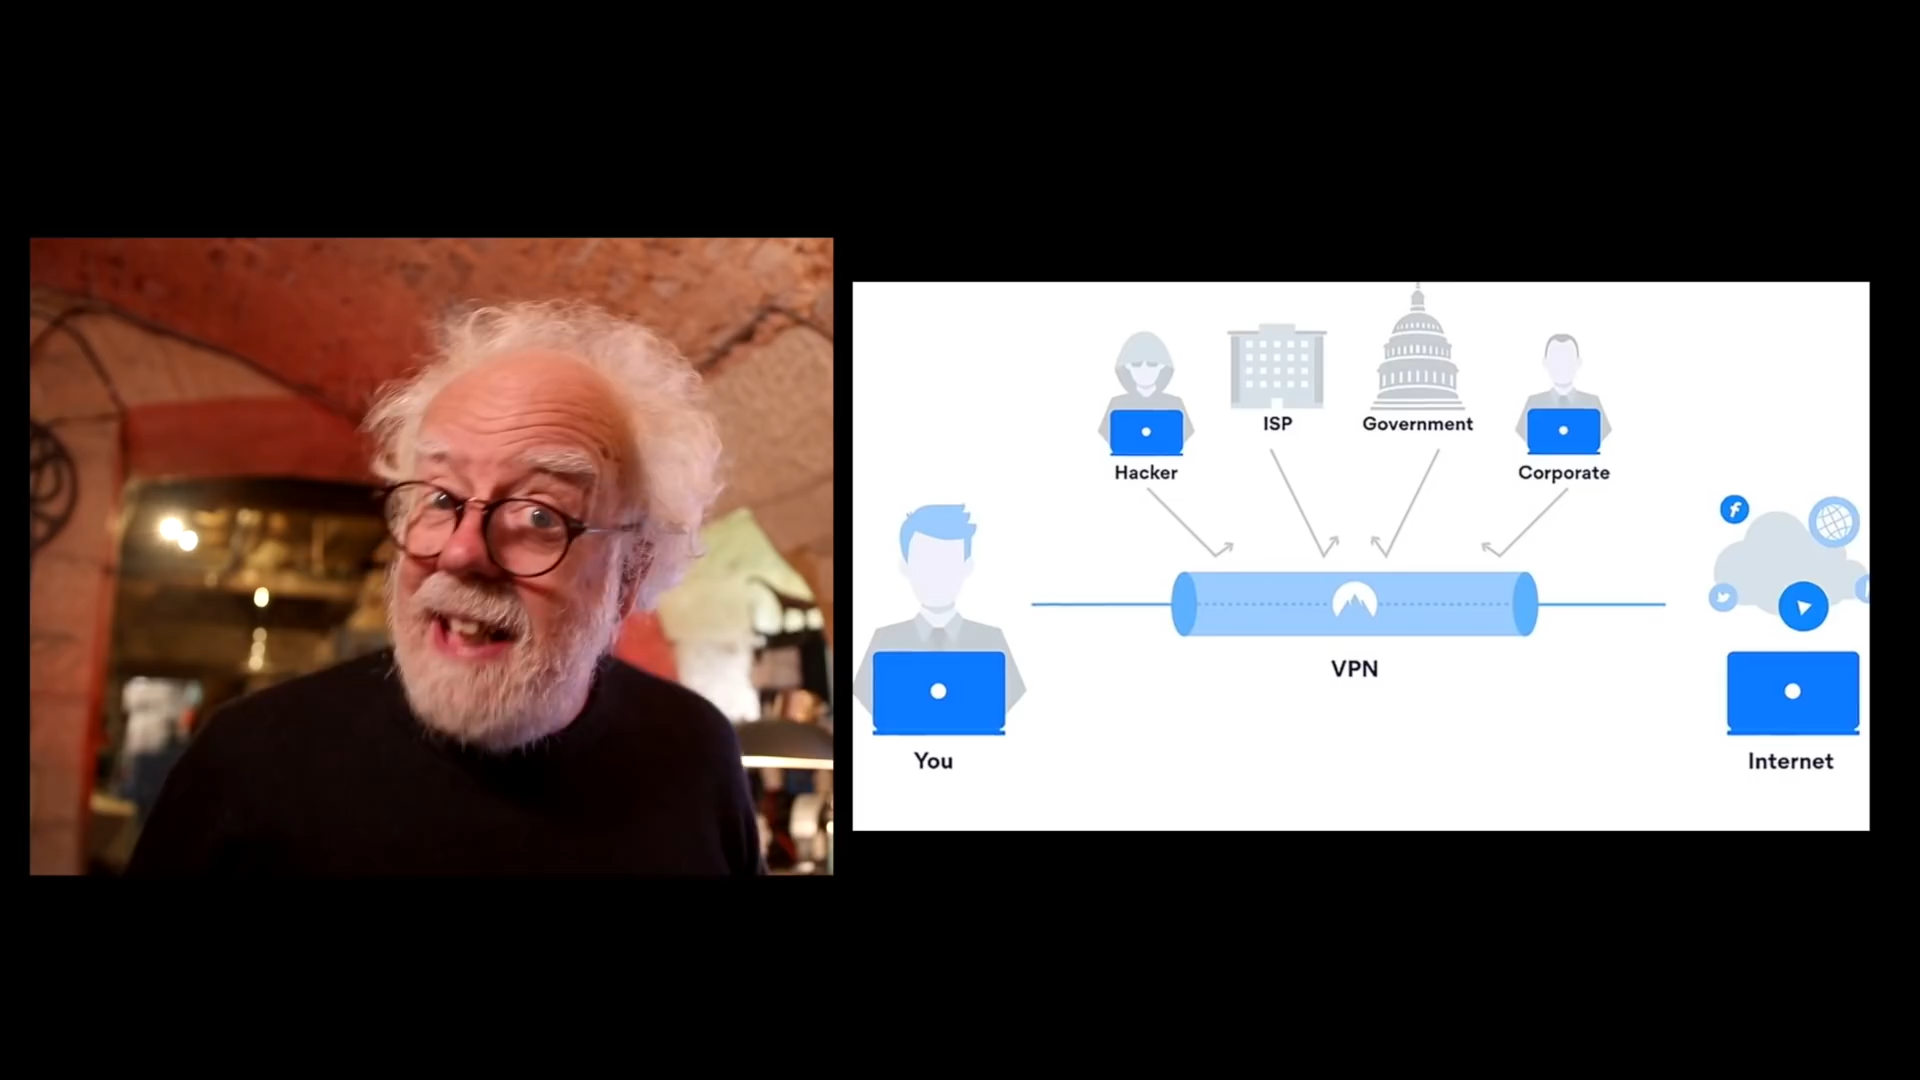 ISP
Government
Hacker
Corporate
VPN
You
Internet